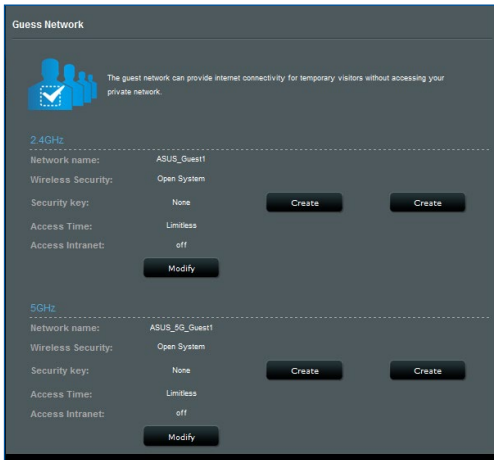 Guess Network
The guest network can provide internet connectivity for temporary visitors without accessing your
private network.
2.4GHz
Network name: ASUS_Guest1
Wireless Security: Open System
Security key: None Create Create
Access Time: Limitless
Access Intranet: off
Modify
5GHz
Network name: ASUS_5G_Guest1
Wireless Security: Open System
Security key: None Create Create
Access Time: Limitless
Access Intranet: off
Modify